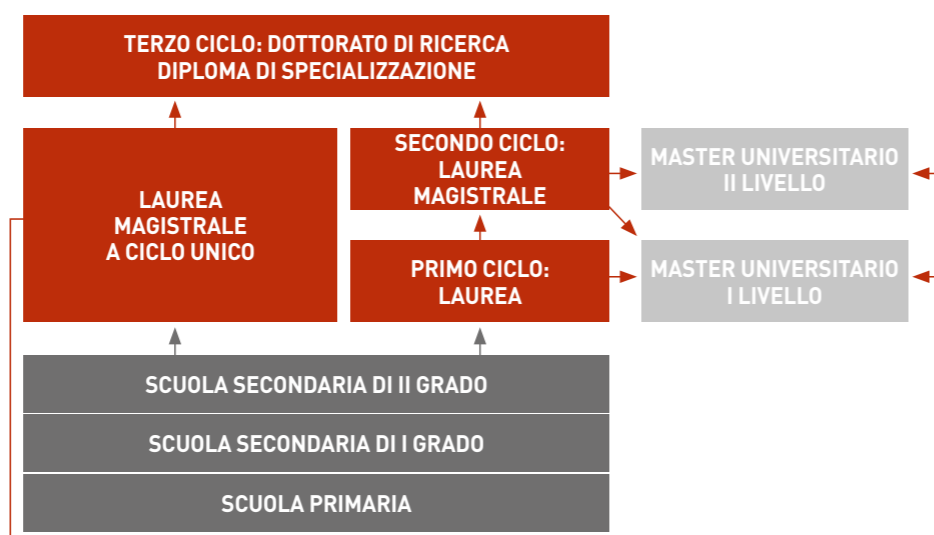 TERZO CICLO: DOTTORATO DI RICERCA
DIPLOMA DI SPECIALIZZAZIONE
LAUREA
MAGISTRALE
A CICLO UNICO
SECONDO CICLO:
LAUREA
MAGISTRALE
MASTER UNIVERSITARIO
II LIVELLO
PRIMO CICLO:
LAUREA
MASTER UNIVERSITARIO
I LIVELLO
SCUOLA SECONDARIA DI II GRADO
SCUOLA SECONDARIA DI I GRADO
SCUOLA PRIMARIA